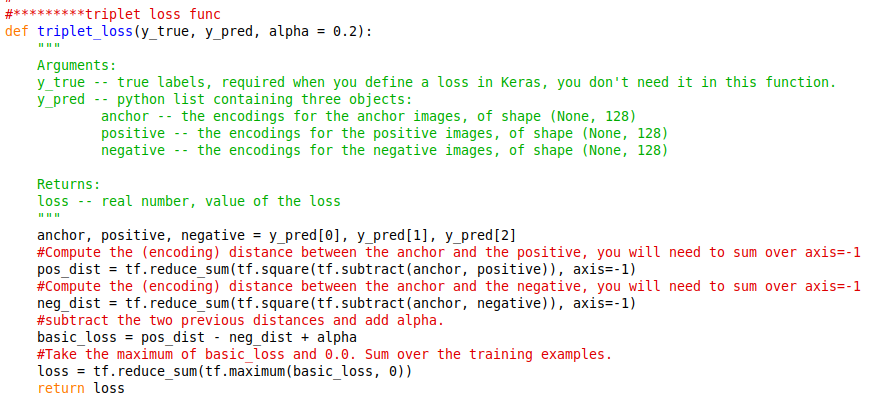 #*********triplet loss func
def triplet_loss(y_true, y_pred, alpha = 0.2):
    """
    Arguments:
    y_true -- true labels, required when you define a loss in Keras, you don't need it in this function.
    y_pred -- python list containing three objects:
            anchor -- the encodings for the anchor images, of shape (None, 128)
            positive -- the encodings for the positive images, of shape (None, 128)
            negative -- the encodings for the negative images, of shape (None, 128)

    Returns:
    loss -- real number, value of the loss
    """
    anchor, positive, negative = y_pred[0], y_pred[1], y_pred[2]
    #Compute the (encoding) distance between the anchor and the positive, you will need to sum over axis=-1
    pos_dist = tf.reduce_sum(tf.square(tf.subtract(anchor, positive)), axis=-1)
    #Compute the (encoding) distance between the anchor and the negative, you will need to sum over axis=-1
    neg_dist = tf.reduce_sum(tf.square(tf.subtract(anchor, negative)), axis=-1)
    #subtract the two previous distances and add alpha.
    basic_loss = pos_dist - neg_dist + alpha
    #Take the maximum of basic_loss and 0.0. Sum over the training examples.
    loss = tf.reduce_sum(tf.maximum(basic_loss, 0))
    return loss